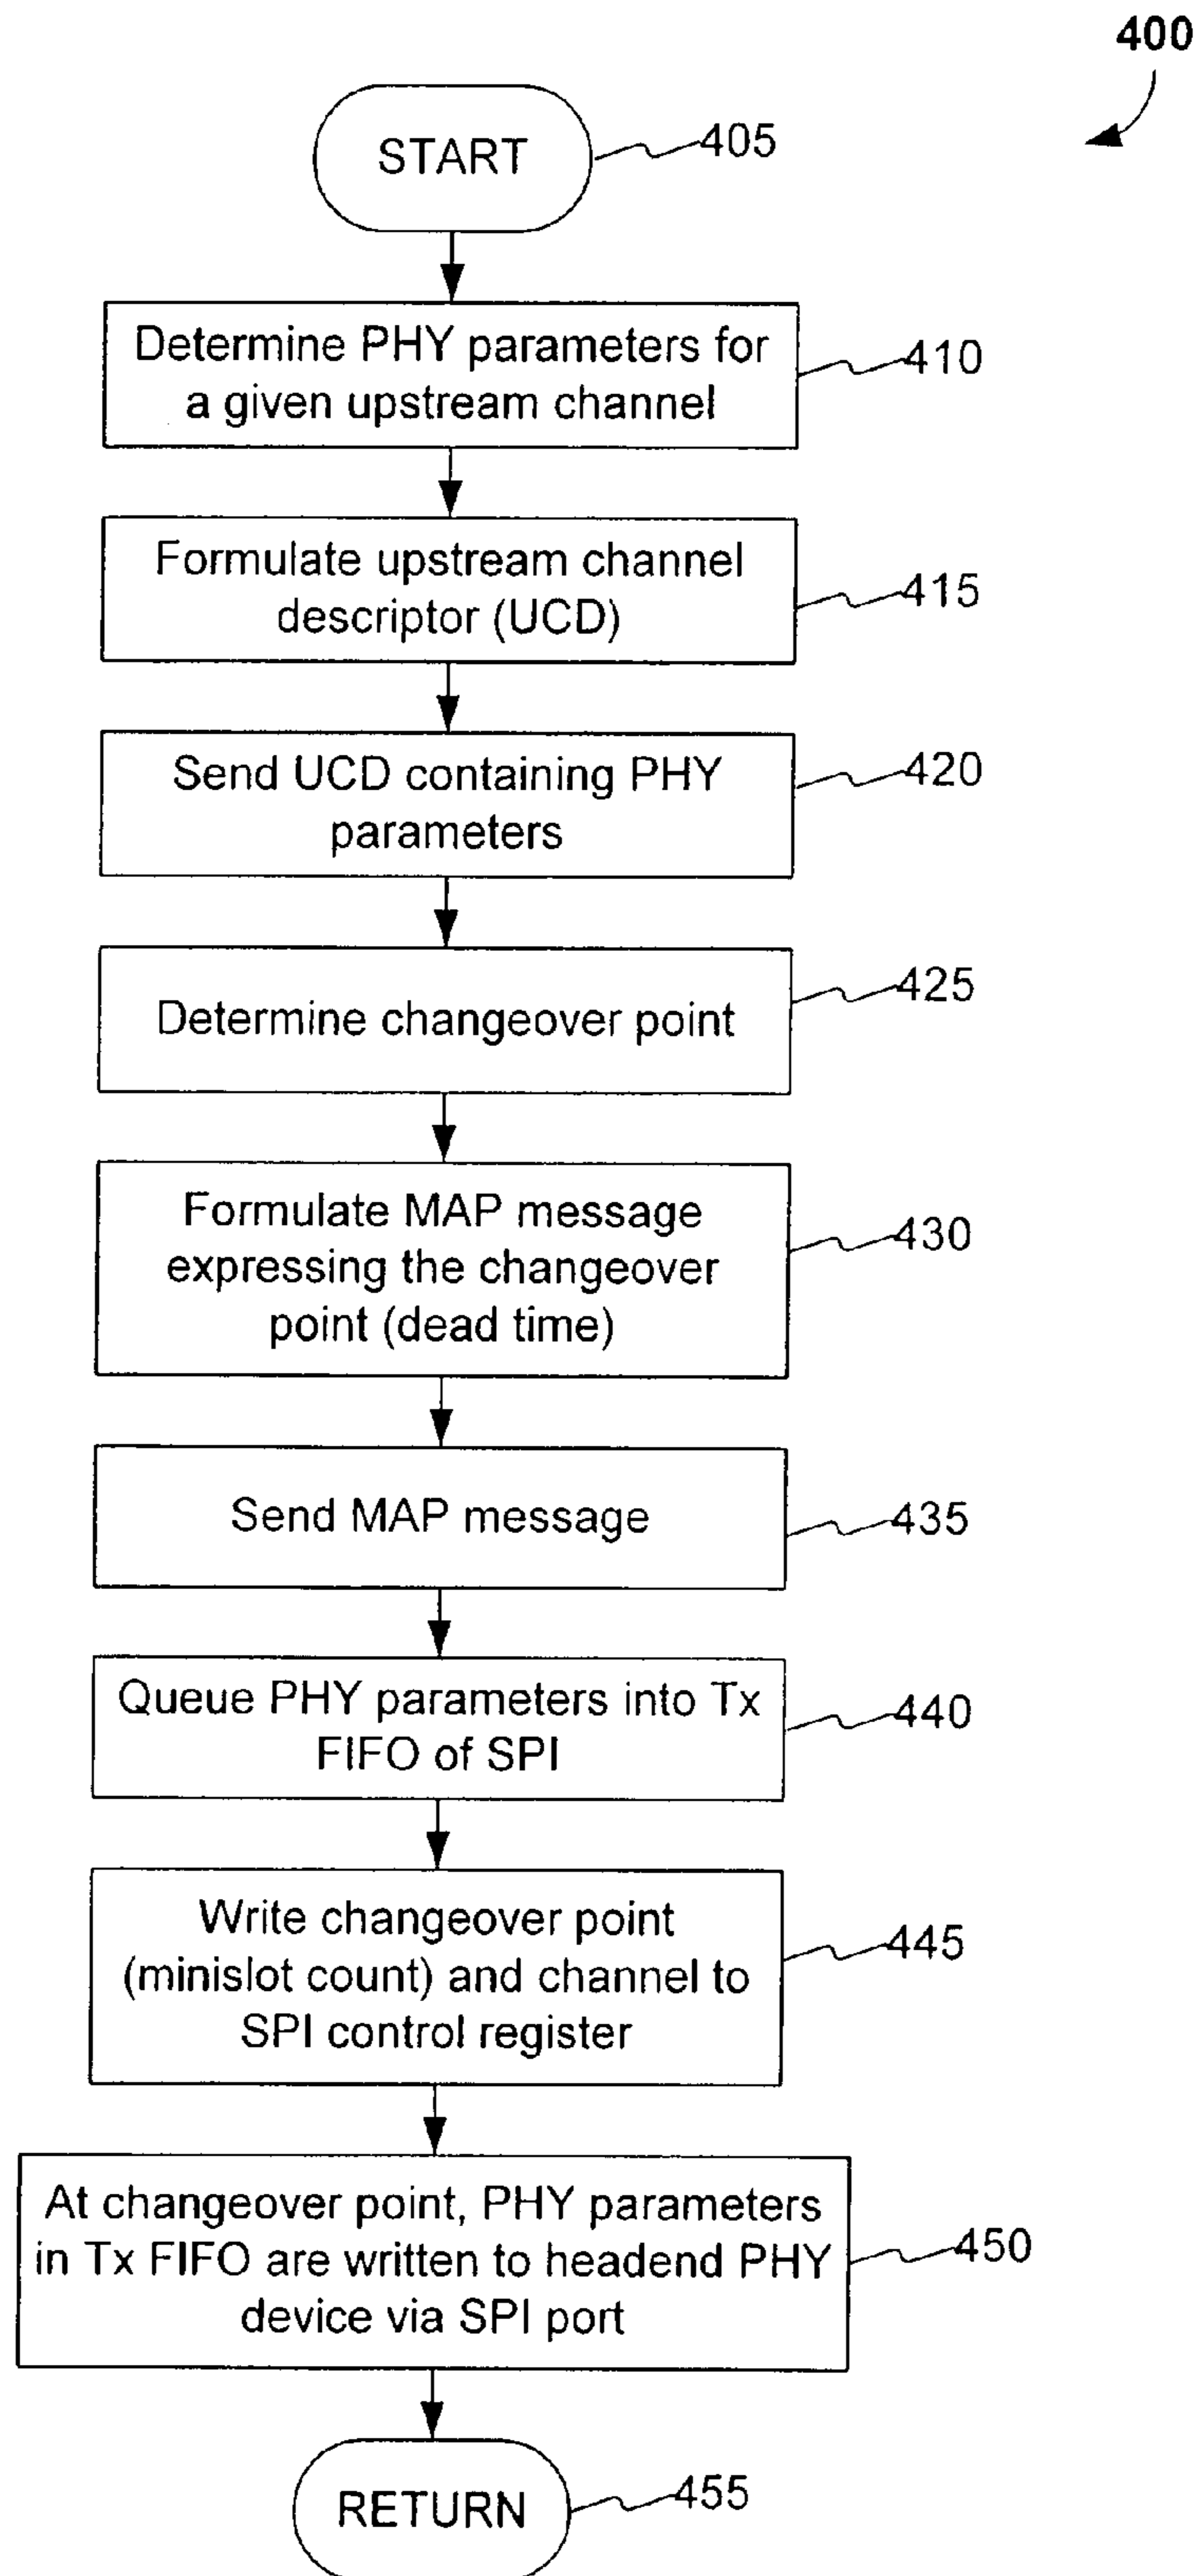 400
START
405
Determine PHY parameters for
a given upstream channel
410
Formulate upstream channel
descriptor (UCD)
415
Send UCD containing PHY
parameters
420
Determine changeover point
425
Formulate MAP message
expressing the changeover
point (dead time)
430
Send MAP message
435
Queue PHY parameters into Tx
FIFO of SPI
440
Write changeover point
(minislot count) and channel to
SPI control register
445
At changeover point, PHY parameters
in Tx FIFO are written to headend PHY
device via SPI port
450
RETURN
455